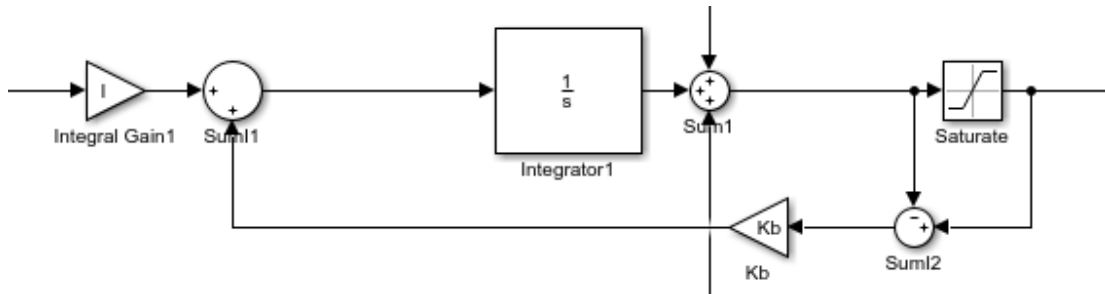 I
Integral Gain1
+
+
SumI1
1
s
Integrator1
+
+
+
Sum1
Saturate
-
+
SumI2
Kb
Kb